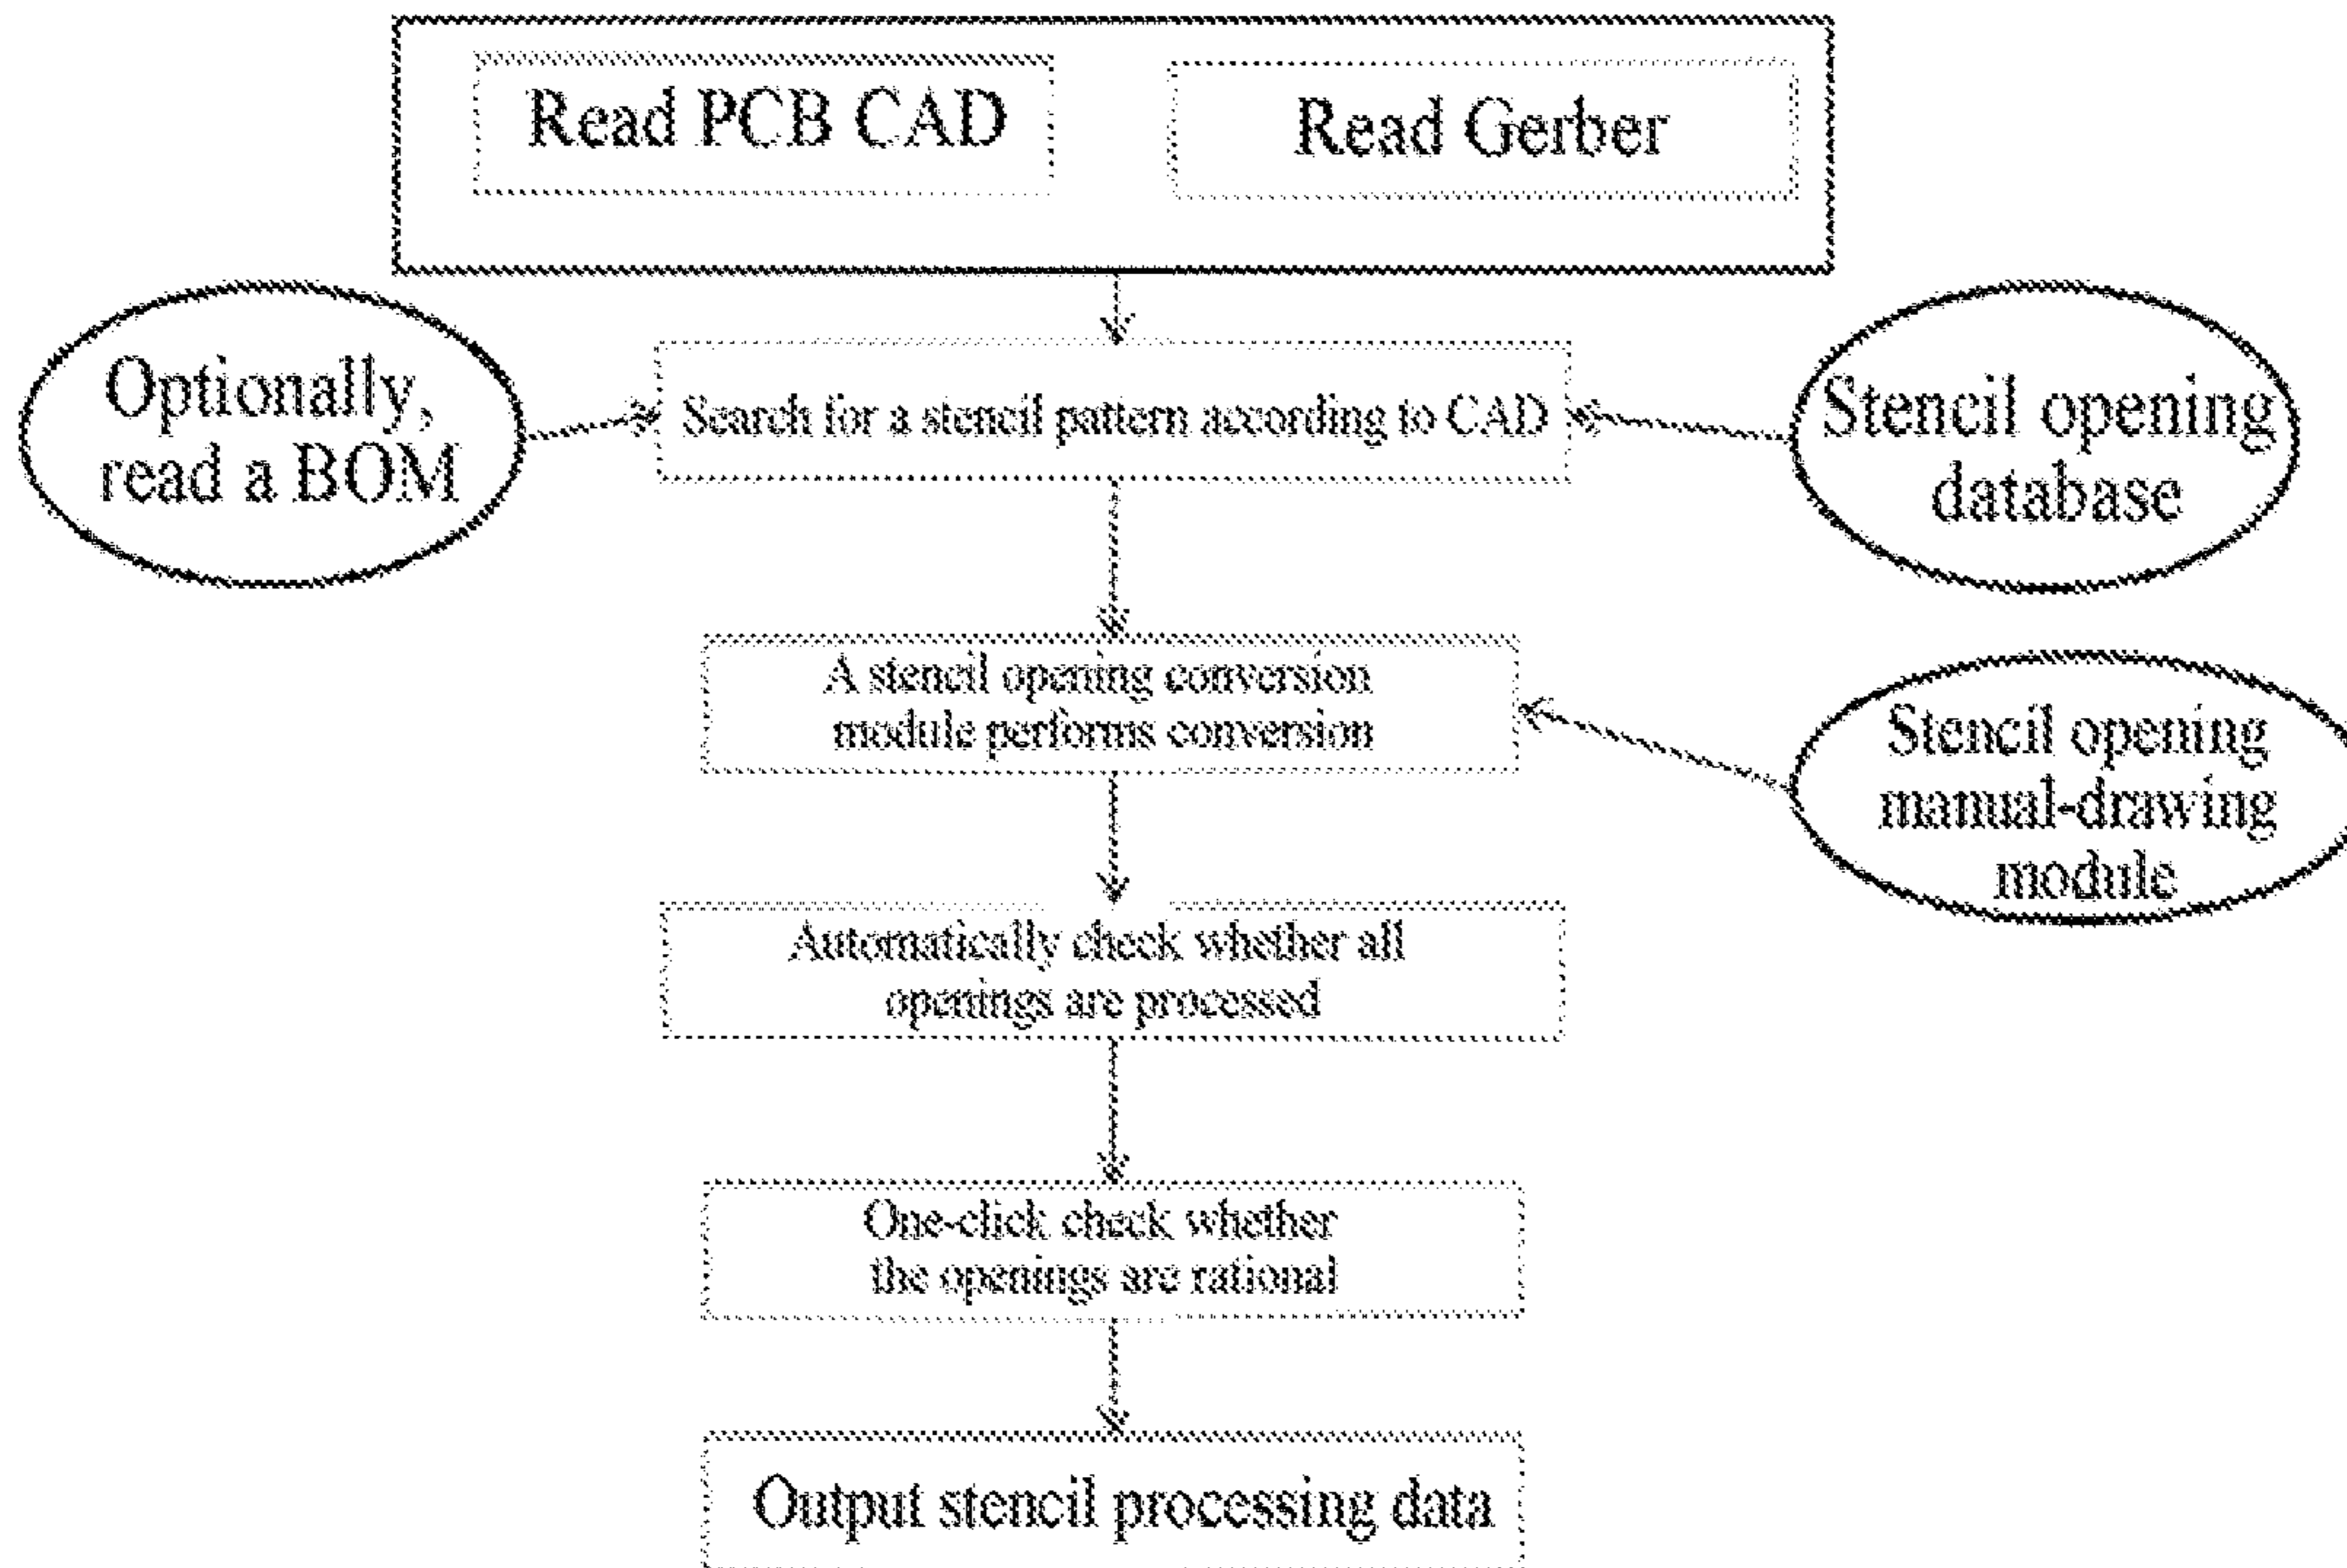 Read PCB CAD
Read Gerber
Optionally,
read a BOM
Search for a stencil pattern according to CAD
Stencil opening
database
A stencil opening conversion
module performs conversion
Stencil opening
manual-drawing
module
Automatically check whether all
openings are processed
One-click check whether
the openings are rational
Output stencil processing data